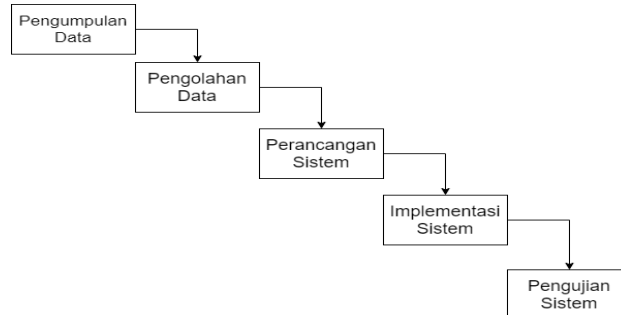 Pengumpulan
Data
Pengolahan
Data
Perancangan
Sistem
Implementasi
Sistem
Pengujian
Sistem